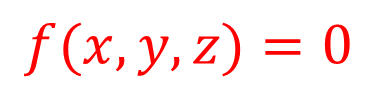 f(x, y, z) = 0